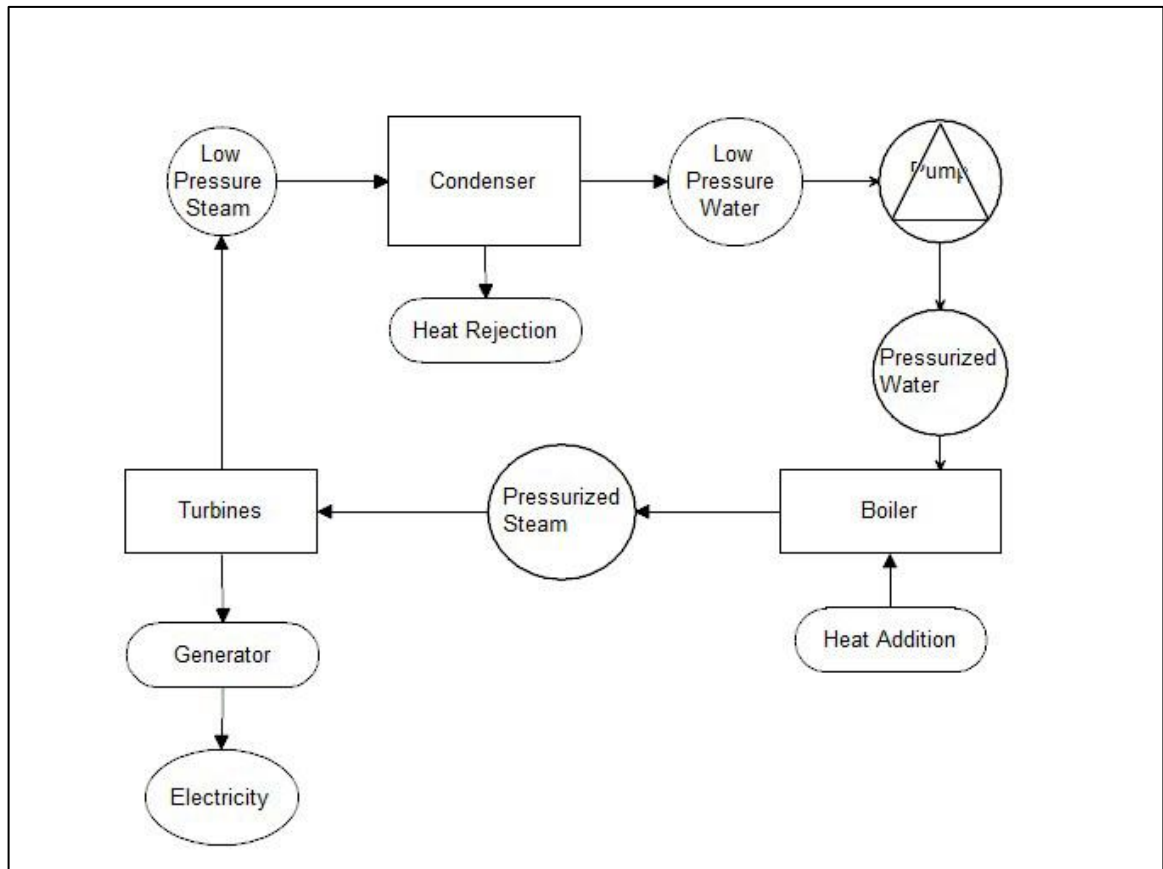 Low
Pressure
Steam
Condenser
Low
Pressure
Water
Pump
Heat Rejection
Pressurized
Water
Turbines
Pressurized
Steam
Boiler
Generator
Heat Addition
Electricity